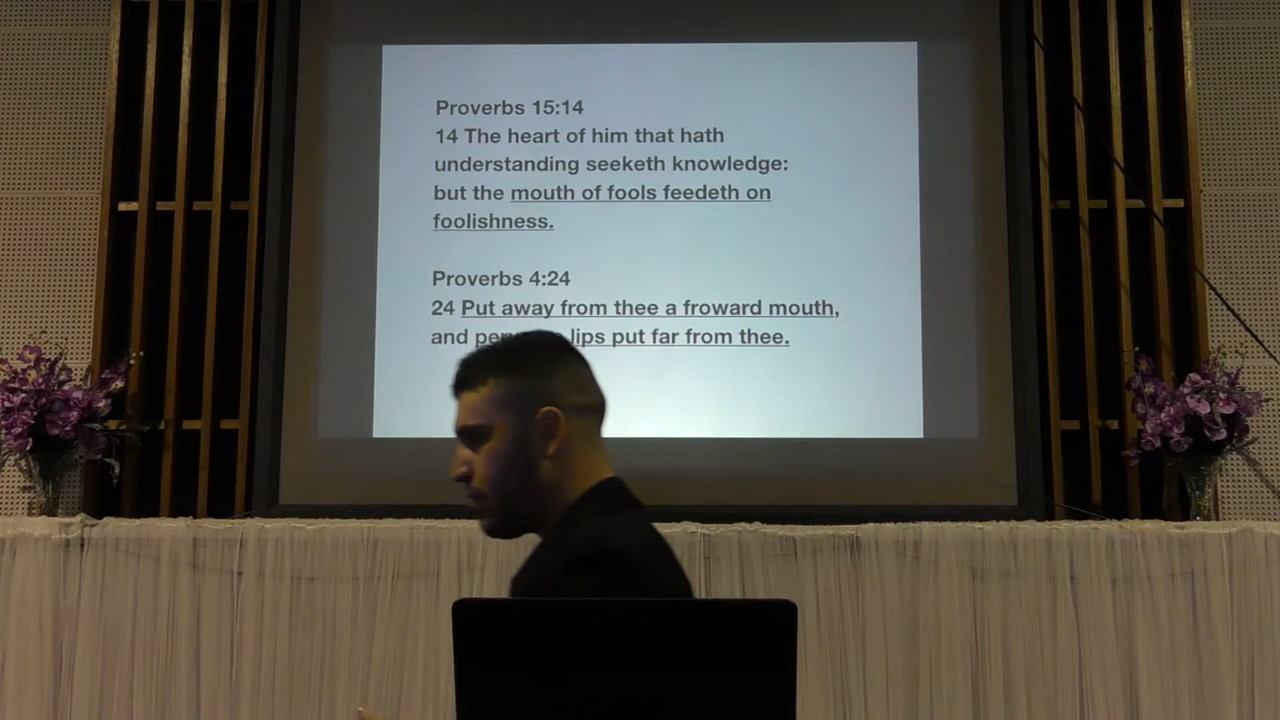 Proverbs 15:14
14 The heart of him that hath
understanding seeketh knowledge:
but the mouth of fools feedeth on
foolishness.
Proverbs 4:24
24 Put away from thee a froward mouth,
and lips put far from thee.